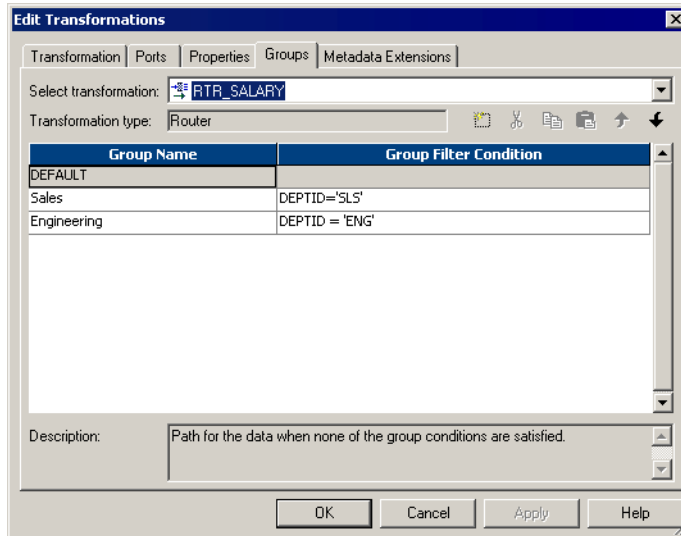 Edit Transformations
Transformation Ports Properties Groups Metadata Extensions
Select transformation: RTR_SALARY
Transformation type: Router
Group Name Group Filter Condition
DEFAULT
Sales DEPTID='SLS'
Engineering DEPTID = 'ENG'
Description: Path for the data when none of the group conditions are satisfied.
OK Cancel Apply Help